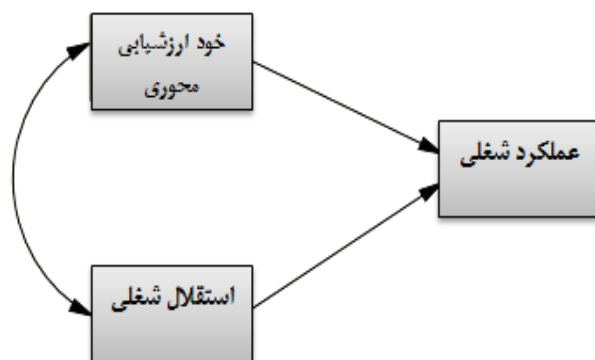 خود ارزشیابی
محوری
عملکرد شغلی
استقلال شغلی